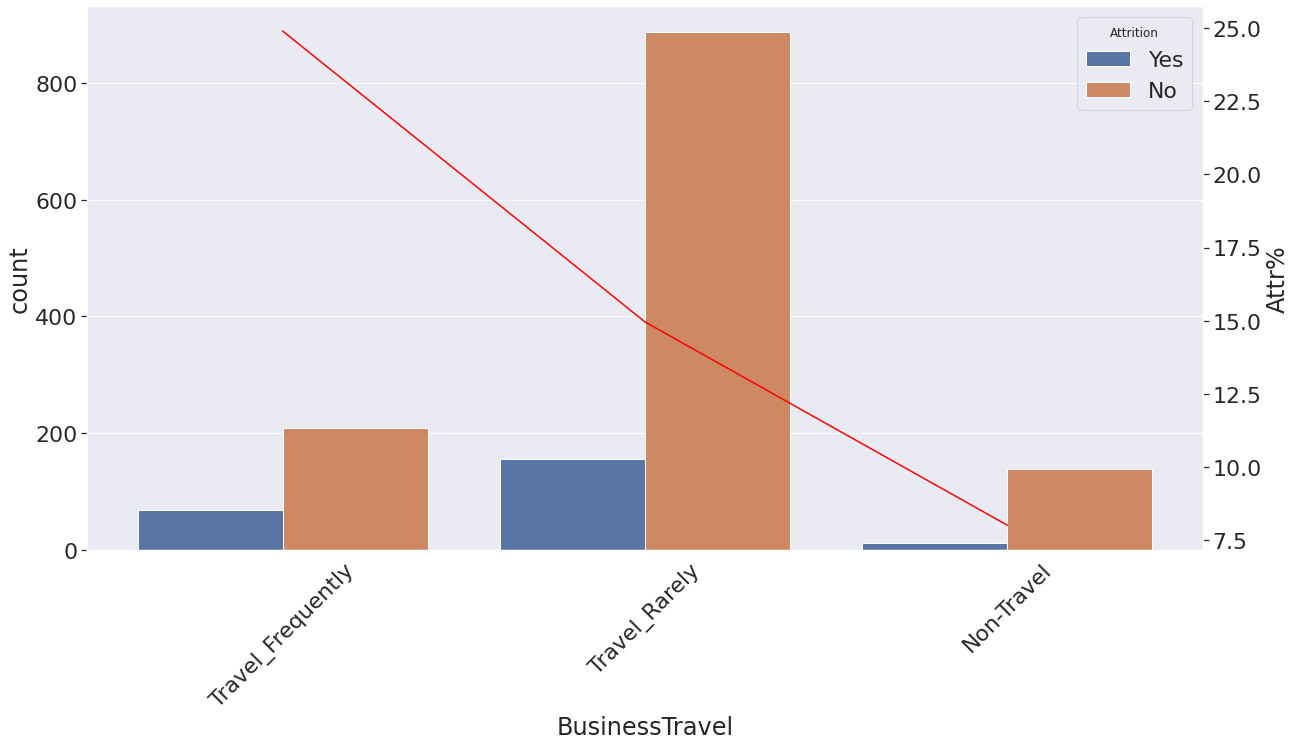 Attrition
Yes
No
count
800
600
400
200
0
25.0
22.5
20.0
17.5
15.0
12.5
10.0
7.5
Attr%
Travel_Frequently
Travel_Rarely
Non-Travel
BusinessTravel